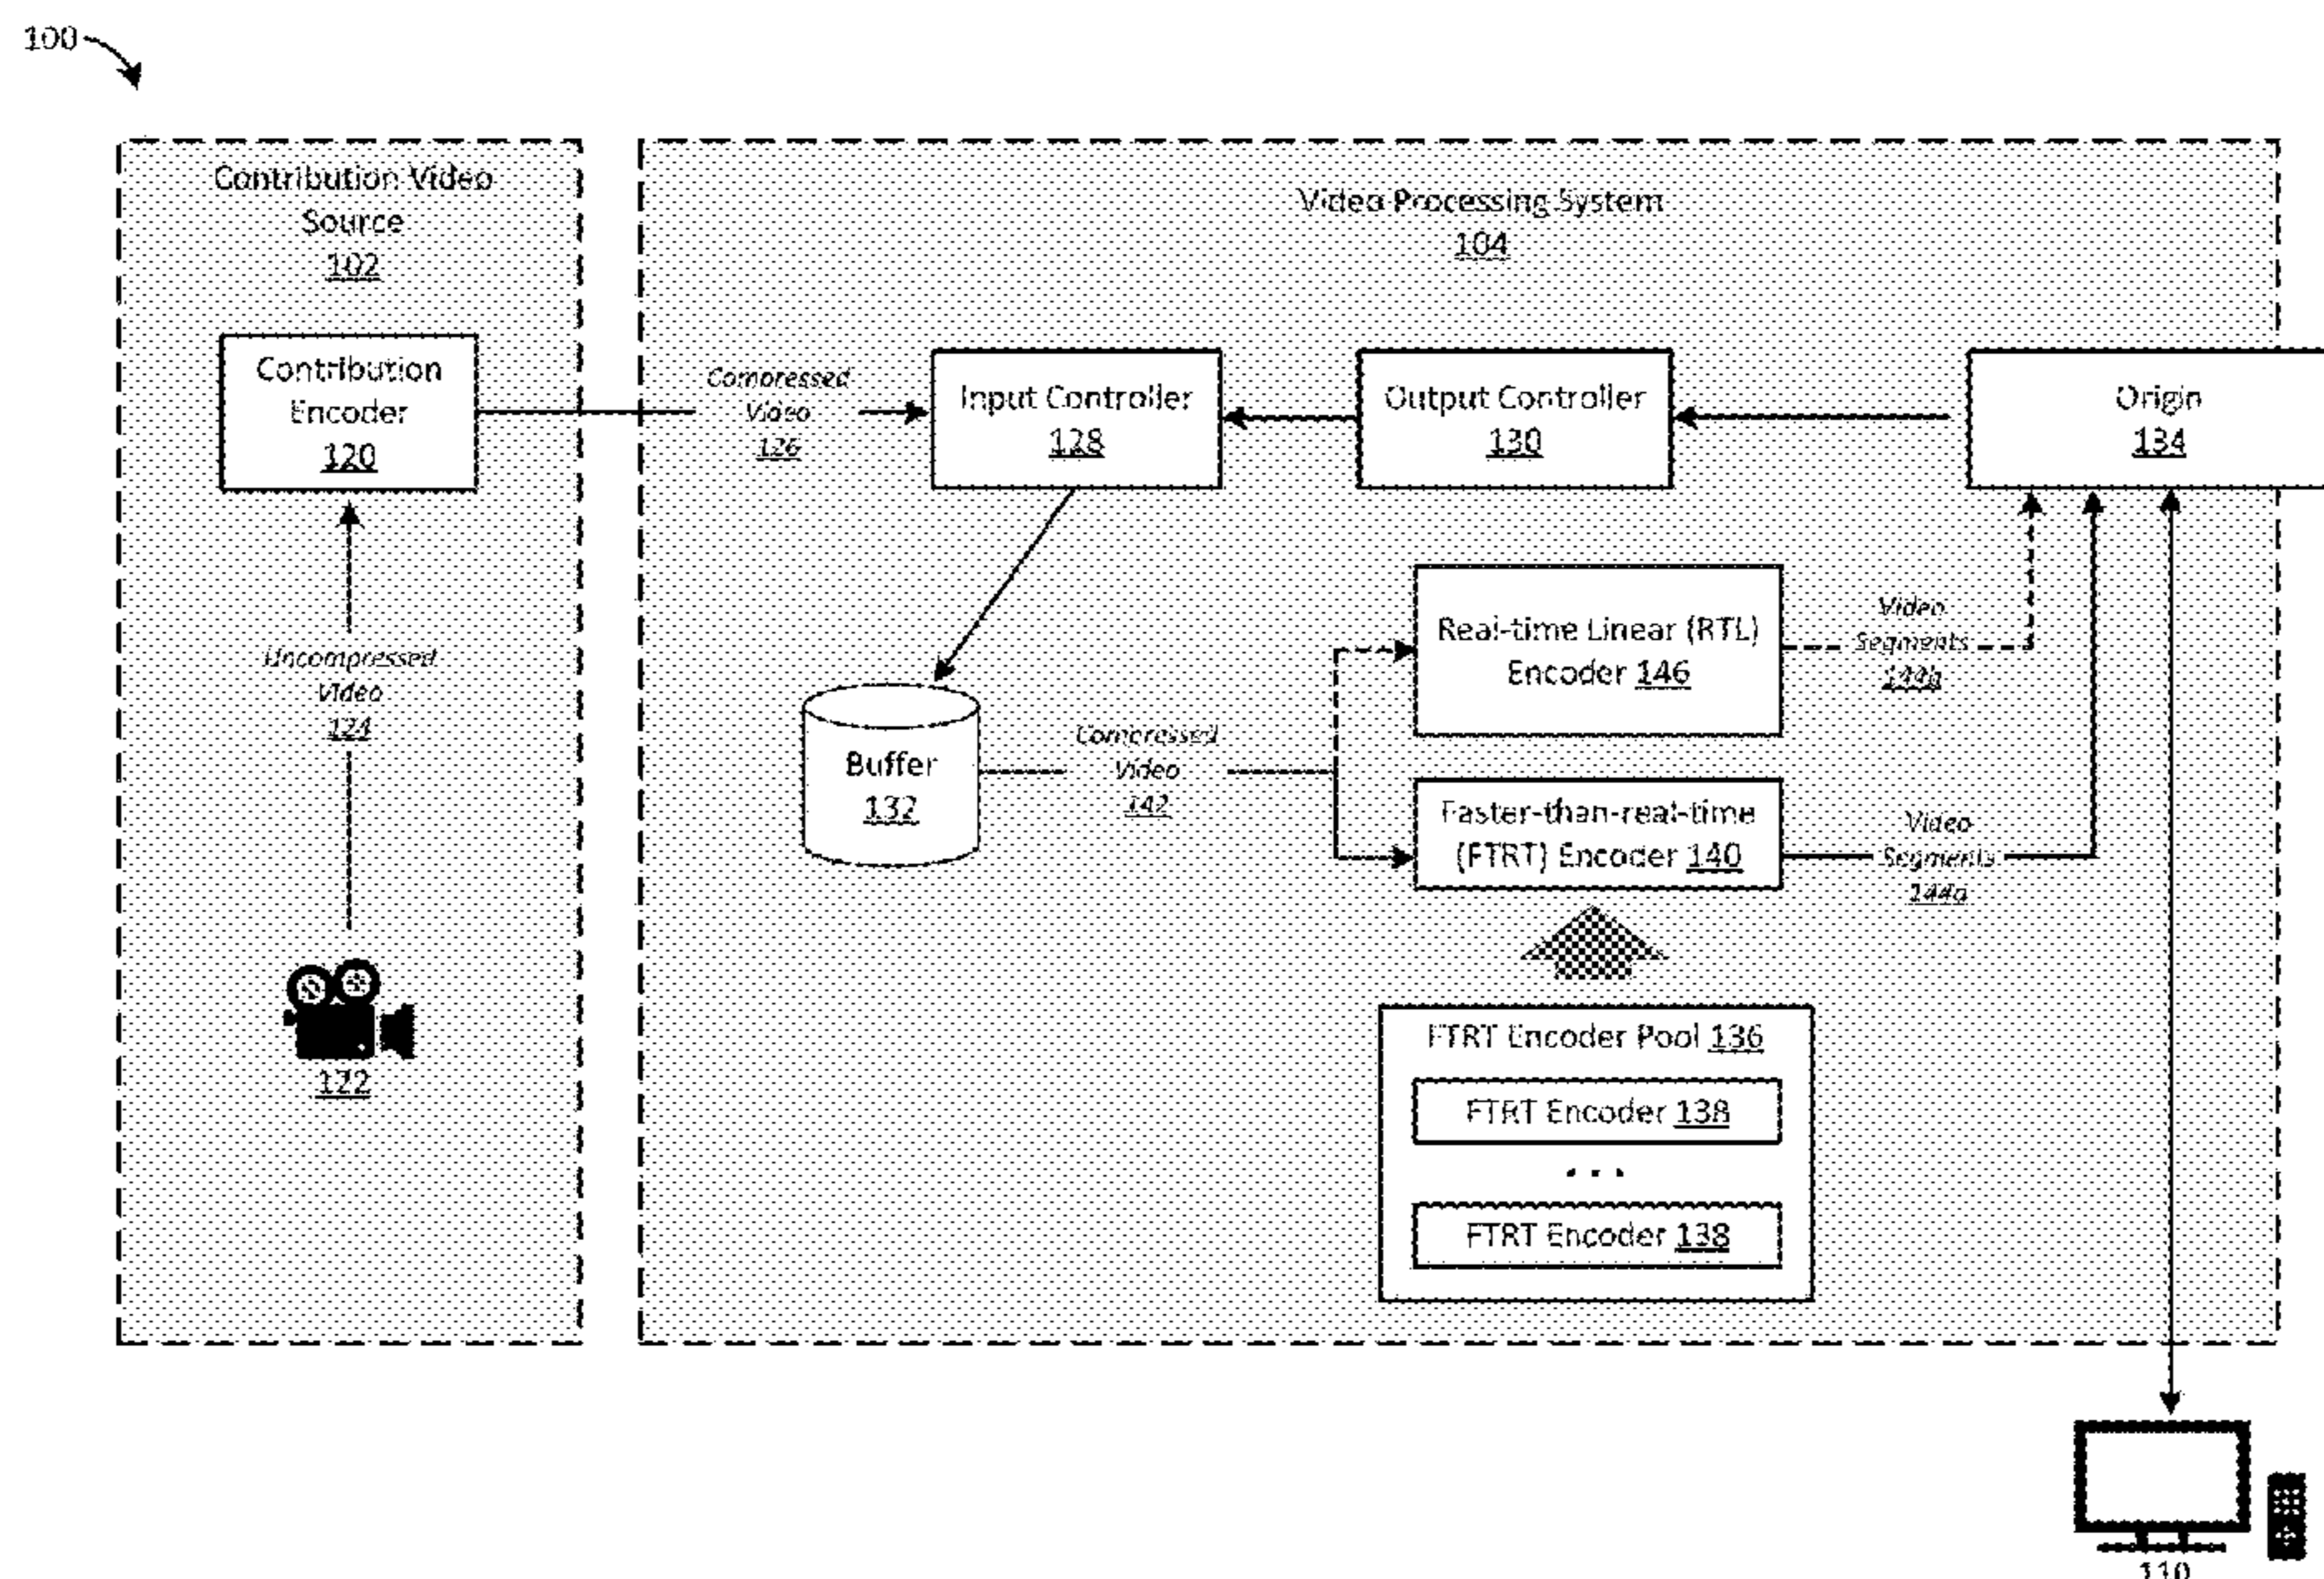 100
Contribution Video
Source
102
Contribution
Encoder
120
Uncompressed
Video
124
122
Video Processing System
104
Compressed
Video
126
Input Controller
128
Output Controller
130
Origin
134
Buffer
132
Compressed
Video
142
Real-time Linear (RTL)
Encoder 146
Video
Segments
144b
Faster-than-real-time
(FTRT) Encoder 140
Video
Segments
144a
FTRT Encoder Pool 136
FTRT Encoder 138
...
FTRT Encoder 138
110